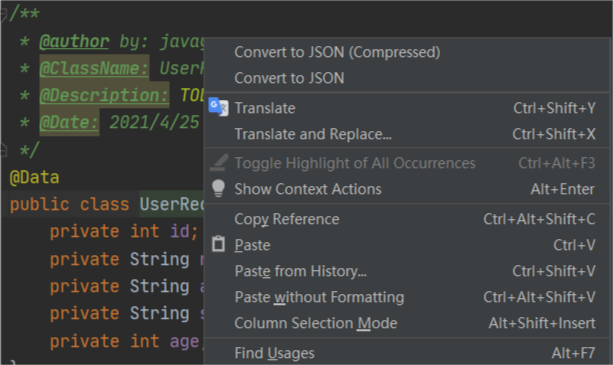 /**
* @author by: java
* @ClassName: User
* @Description: TO
* @Date: 2021/4/25
*/
@Data
public class UserRe
private int id;
private String
private String
private String
private int age
Convert to JSON (Compressed)
Convert to JSON
Translate Ctrl+Shift+Y
Translate and Replace... Ctrl+Shift+X
Toggle Highlight of All Occurrences Ctrl+Alt+F3
Show Context Actions Alt+Enter
Copy Reference Ctrl+Alt+Shift+C
Paste Ctrl+V
Paste from History... Ctrl+Shift+V
Paste without Formatting Ctrl+Alt+Shift+V
Column Selection Mode Alt+Shift+Insert
Find Usages Alt+F7